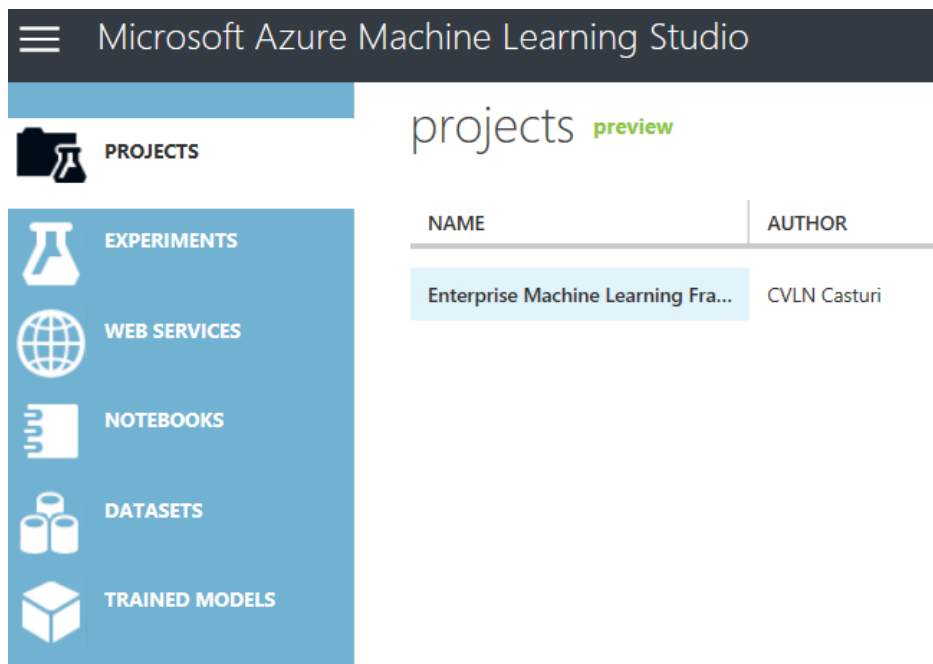 Microsoft Azure Machine Learning Studio
PROJECTS
EXPERIMENTS
WEB SERVICES
NOTEBOOKS
DATASETS
TRAINED MODELS
projects preview
NAME AUTHOR
Enterprise Machine Learning Fra... CVLN Casturi